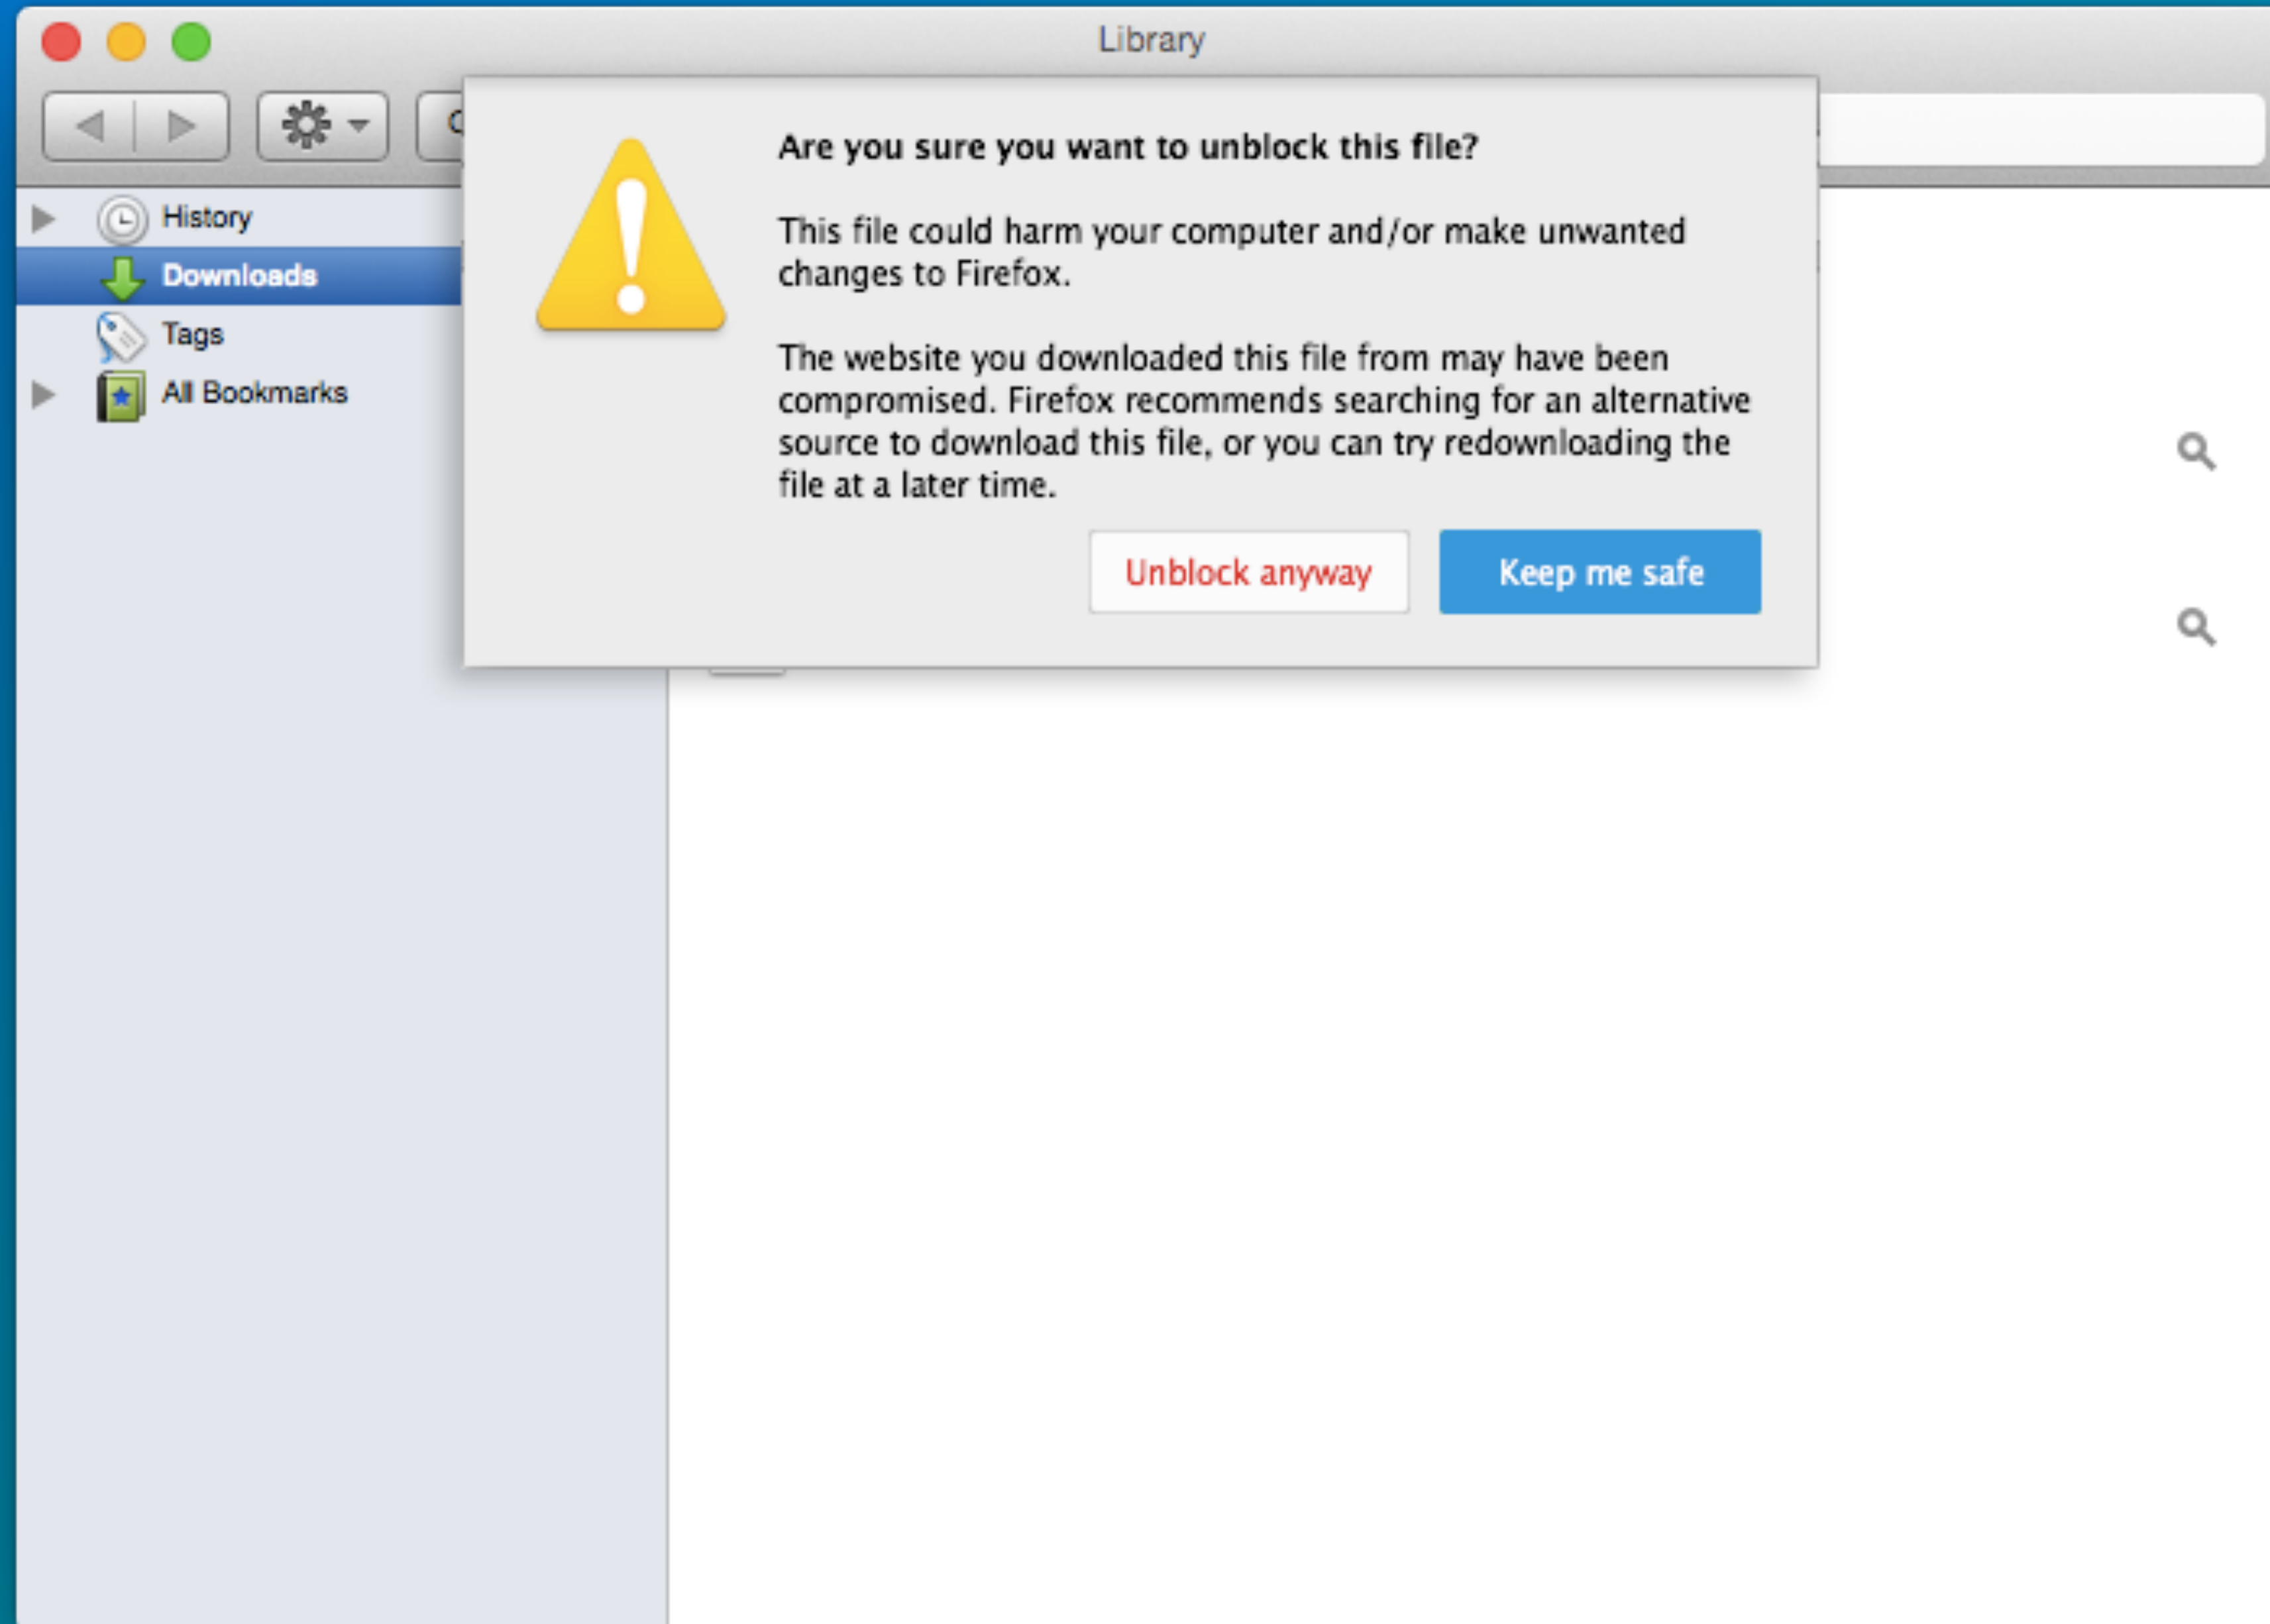 Library
Are you sure you want to unblock this file?
This file could harm your computer and/or make unwanted
changes to Firefox.
The website you downloaded this file from may have been
compromised. Firefox recommends searching for an alternative
source to download this file, or you can try redownloading the
file at a later time.
Unblock anyway
Keep me safe
History
Downloads
Tags
All Bookmarks